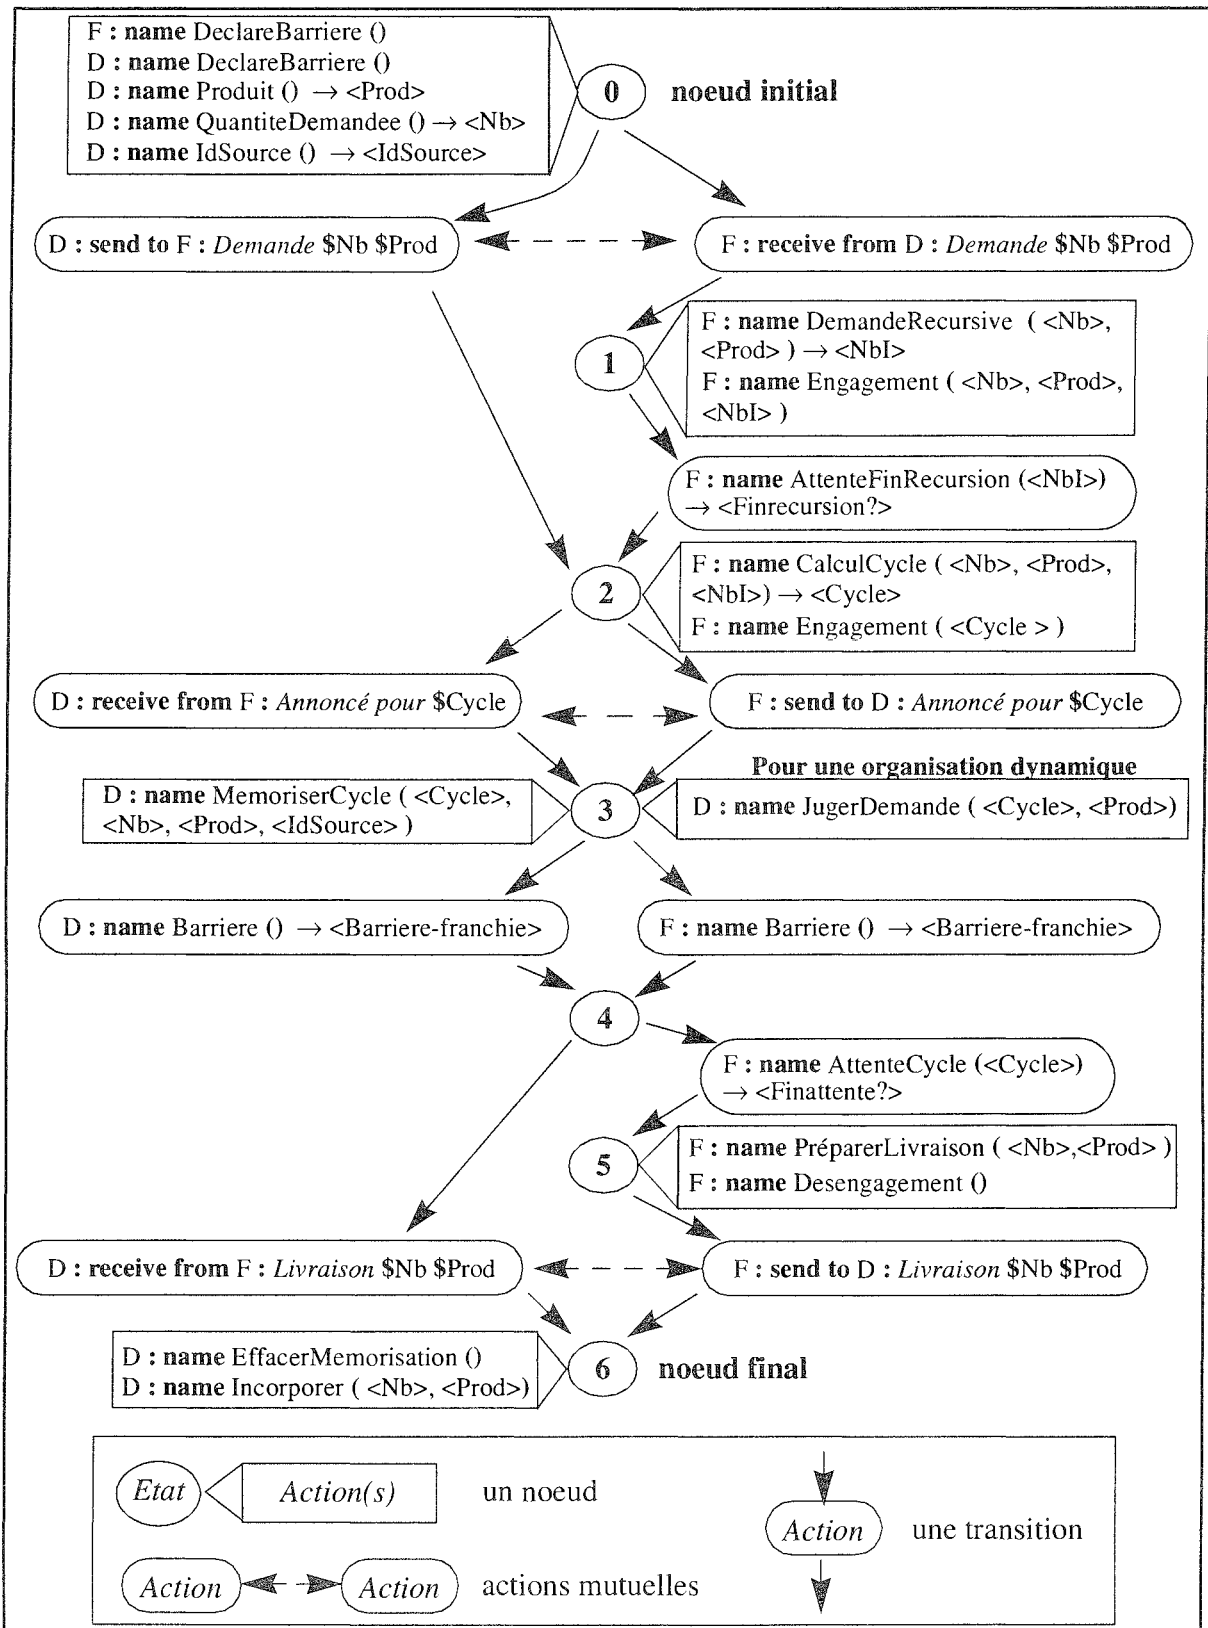 F : name DeclareBarriere ()
D : name DeclareBarriere ()
D : name Produit () → <Prod>
D : name QuantiteDemandee () → <Nb>
D : name IdSource () → <IdSource>
0 noeud initial
D : send to F : Demande $Nb $Prod
F : receive from D : Demande $Nb $Prod
1
F : name DemandeRecursive ( <Nb>,
<Prod> ) → <NbI>
F : name Engagement ( <Nb>, <Prod>,
<NbI> )
F : name AttenteFinRecursion (<NbI>)
→ <Finrecursion?>
2
F : name CalculCycle ( <Nb>, <Prod>,
<NbI>) → <Cycle>
F : name Engagement ( <Cycle > )
D : receive from F : Annoncé pour $Cycle
F : send to D : Annoncé pour $Cycle
Pour une organisation dynamique
D : name MemoriserCycle ( <Cycle>,
<Nb>, <Prod>, <IdSource> )
3
D : name JugerDemande ( <Cycle>, <Prod>)
D : name Barriere () → <Barriere-franchie>
F : name Barriere () → <Barriere-franchie>
4
F : name AttenteCycle (<Cycle>)
→ <Finattente?>
5
F : name PréparerLivraison ( <Nb>,<Prod> )
F : name Desengagement ()
D : receive from F : Livraison $Nb $Prod
F : send to D : Livraison $Nb $Prod
D : name EffacerMemorisation ()
D : name Incorporer ( <Nb>, <Prod>)
6 noeud final
Etat Action(s) un noeud
Action une transition
Action Action actions mutuelles